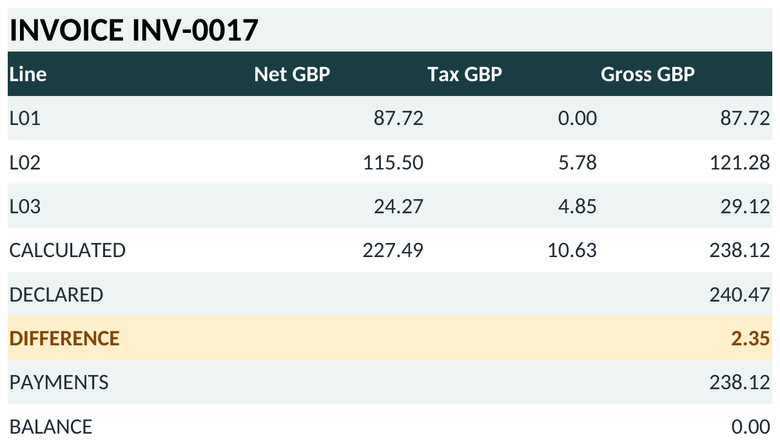 INVOICE INV-0017
Line Net GBP Tax GBP Gross GBP
L01 87.72 0.00 87.72
L02 115.50 5.78 121.28
L03 24.27 4.85 29.12
CALCULATED 227.49 10.63 238.12
DECLARED 240.47
DIFFERENCE 2.35
PAYMENTS 238.12
BALANCE 0.00